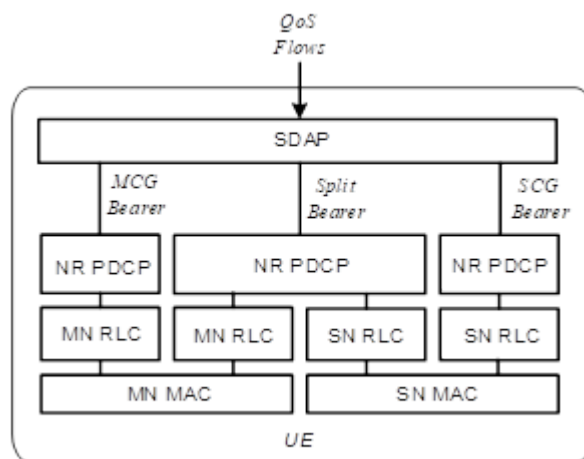 QoS
Flows
SDAP
MCG
Bearer
Split
Bearer
SCG
Bearer
NR PDCP
NR PDCP
NR PDCP
MN RLC
MN RLC
SN RLC
SN RLC
MN MAC
SN MAC
UE